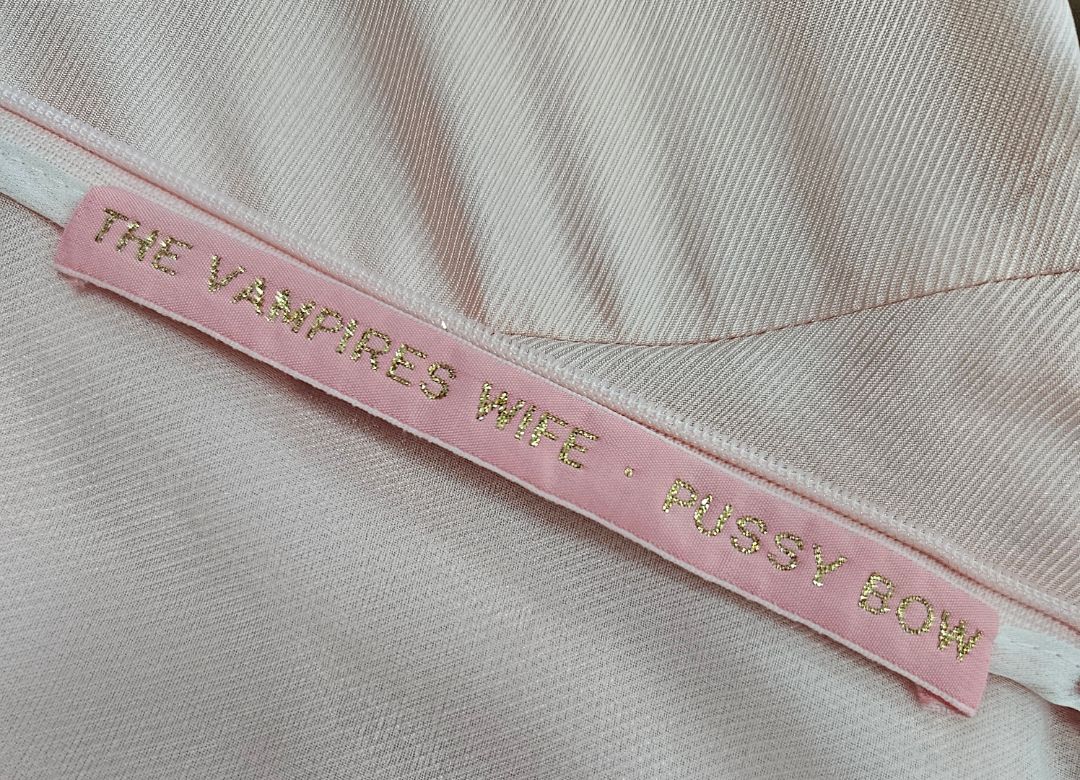 THE VAMPIRES WIFE · PUSSY BOW